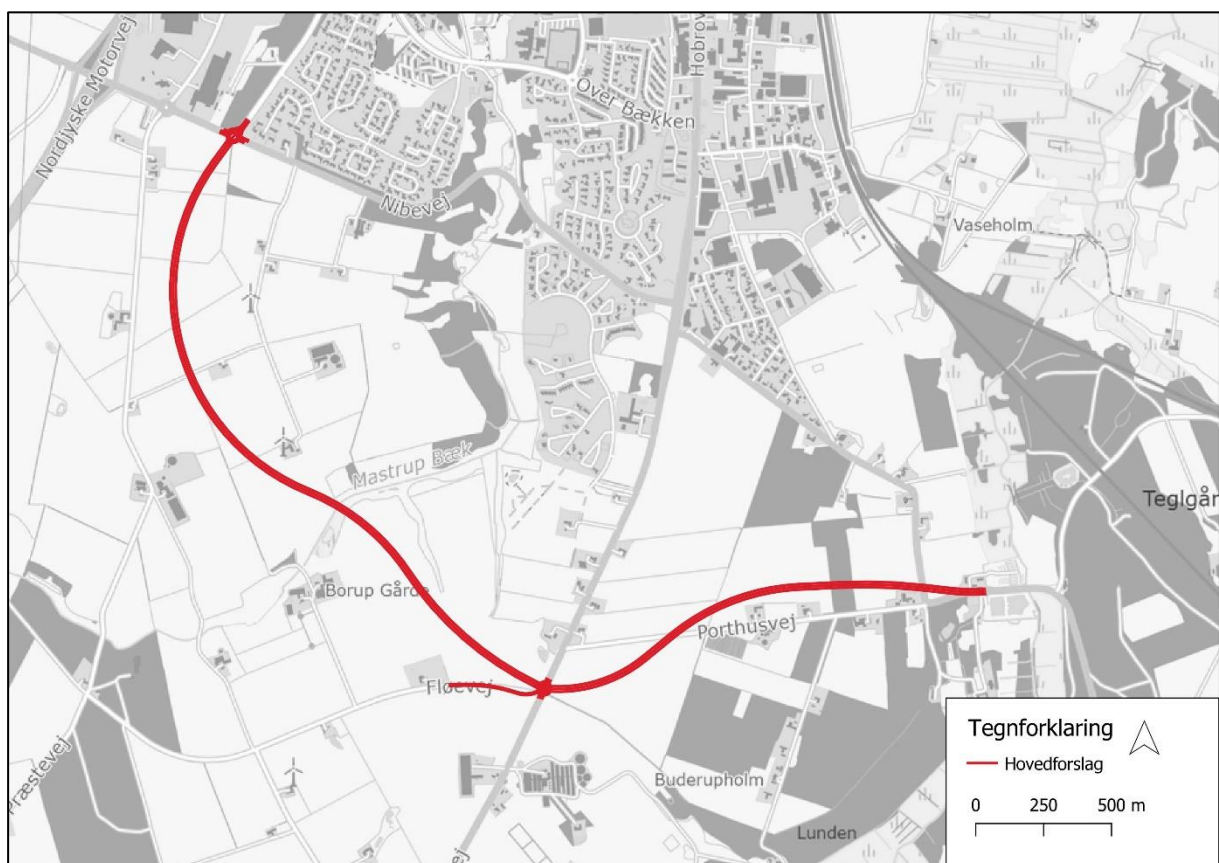 Nordjyske Motorvej
Hobrov
Over Bækken
Nibevej
Vaseholm
Mastrup Bæk
Teglgår
Borup Gårde
Porthusvej
Fløevej
Præstevej
Buderupholm
Lunden
ej
Tegnforklaring
Hovedforslag
0 250 500 m